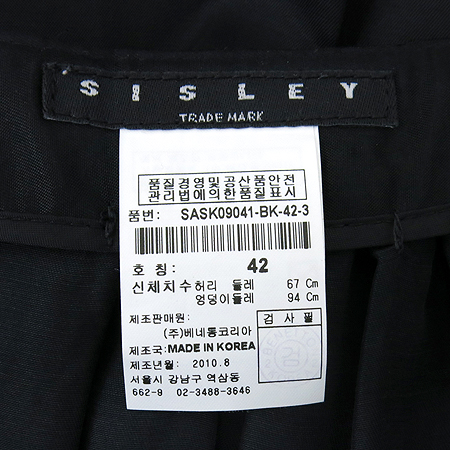 SISLEY
TRADE MARK
품질경영및공산품안전
관리법에의한품질표시
품번: SASK09041-BK-42-3
호 칭: 42
신체치수허리 둘레 67 Cm
엉덩이둘레 94 Cm
제조판매원: 검 사 필
(주)베네통코리아
제조국: MADE IN KOREA
제조년월: 2010.8
서울시 강남구 역삼동
662-9 02-3488-3646
검